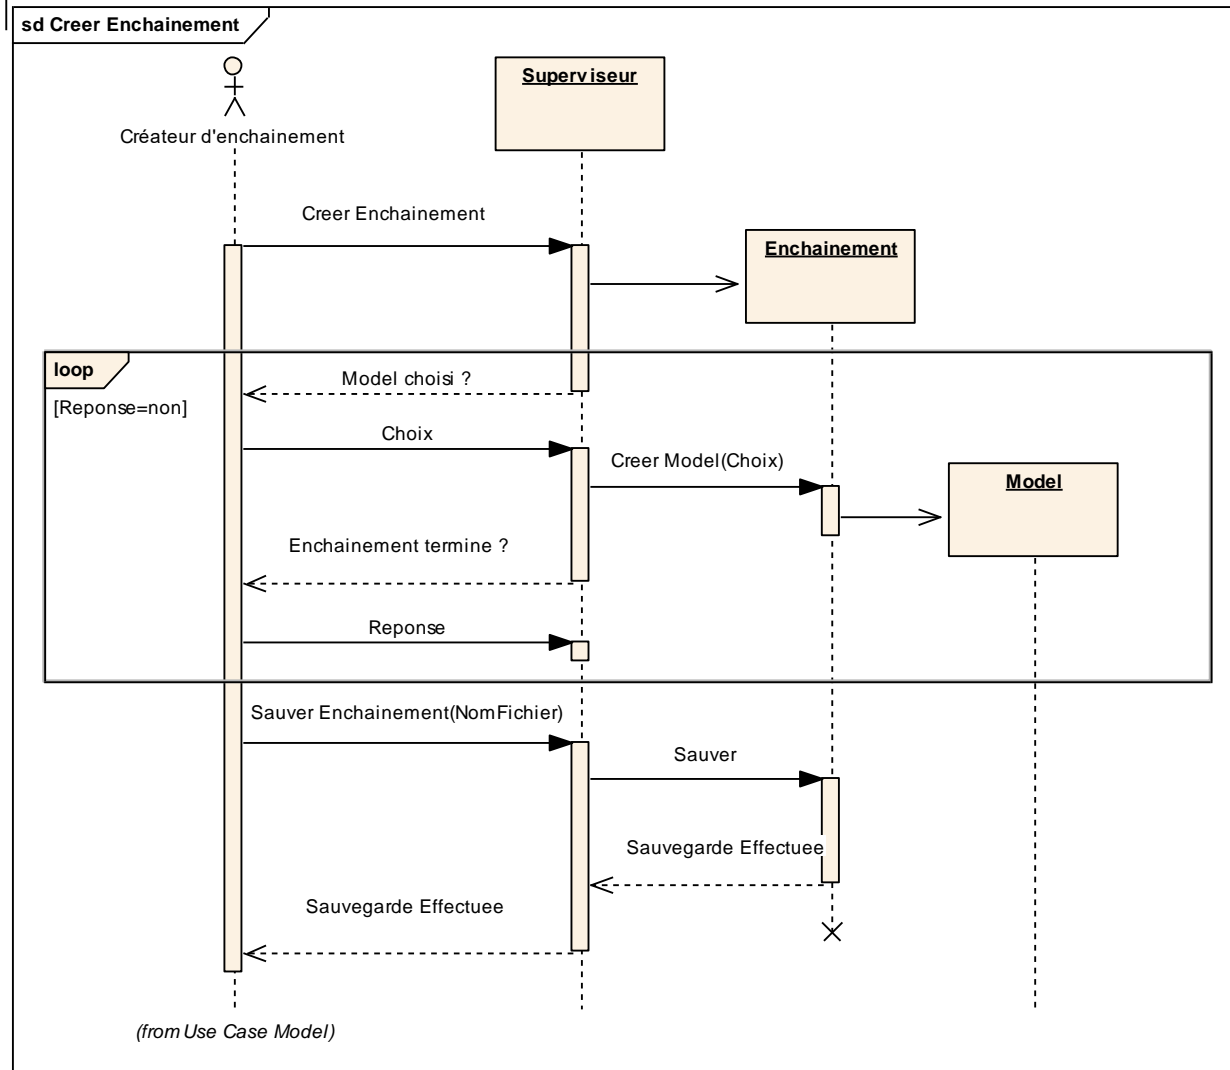 sd Creer Enchainement
Créateur d'enchainement
Superviseur
Creer Enchainement
Enchainement
loop
[Reponse=non]
Model choisi ?
Choix
Creer Model(Choix)
Model
Enchainement termine ?
Reponse
Sauver Enchainement(NomFichier)
Sauver
Sauvegarde Effectuee
Sauvegarde Effectuee
(from Use Case Model)